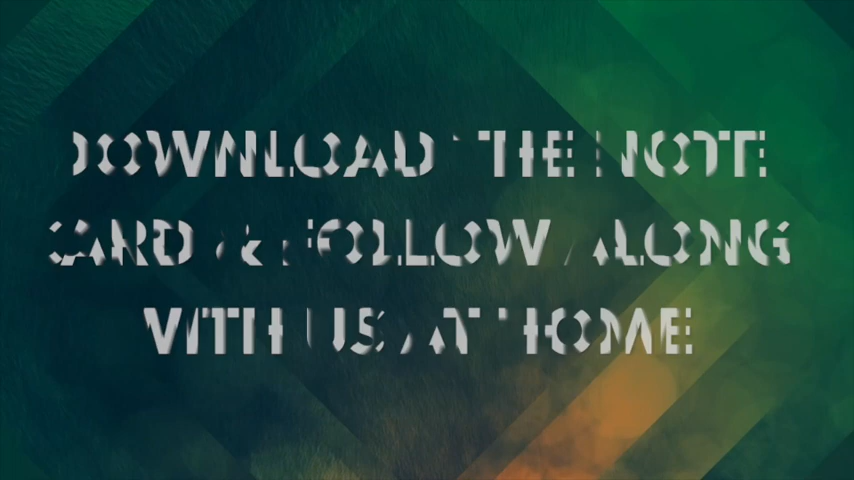 DOWNLOAD THE NOTE
CARD & FOLLOW ALONG
WITH US AT HOME